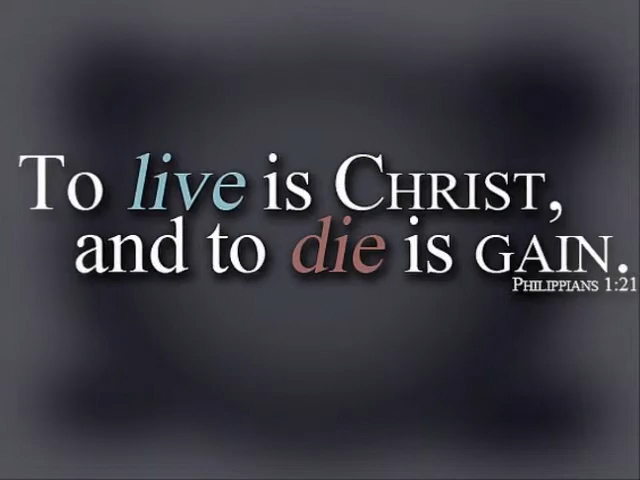 To live is CHRIST,
and to die is GAIN.
PHILIPPIANS 1:21